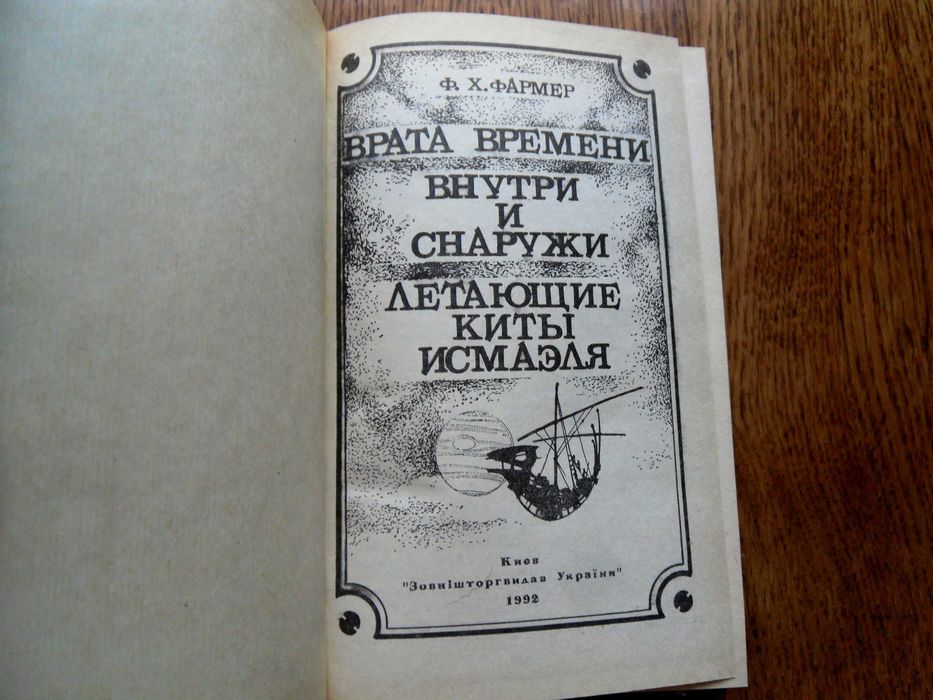 Ф. Х. ФАРМЕР
ВРАТА ВРЕМЕНИ
ВНУТРИ
И
СНАРУЖИ
ЛЕТАЮЩИЕ
КИТЫ
ИСМАЭЛЯ
Киев
"Зовнішторгвидав України"
1992